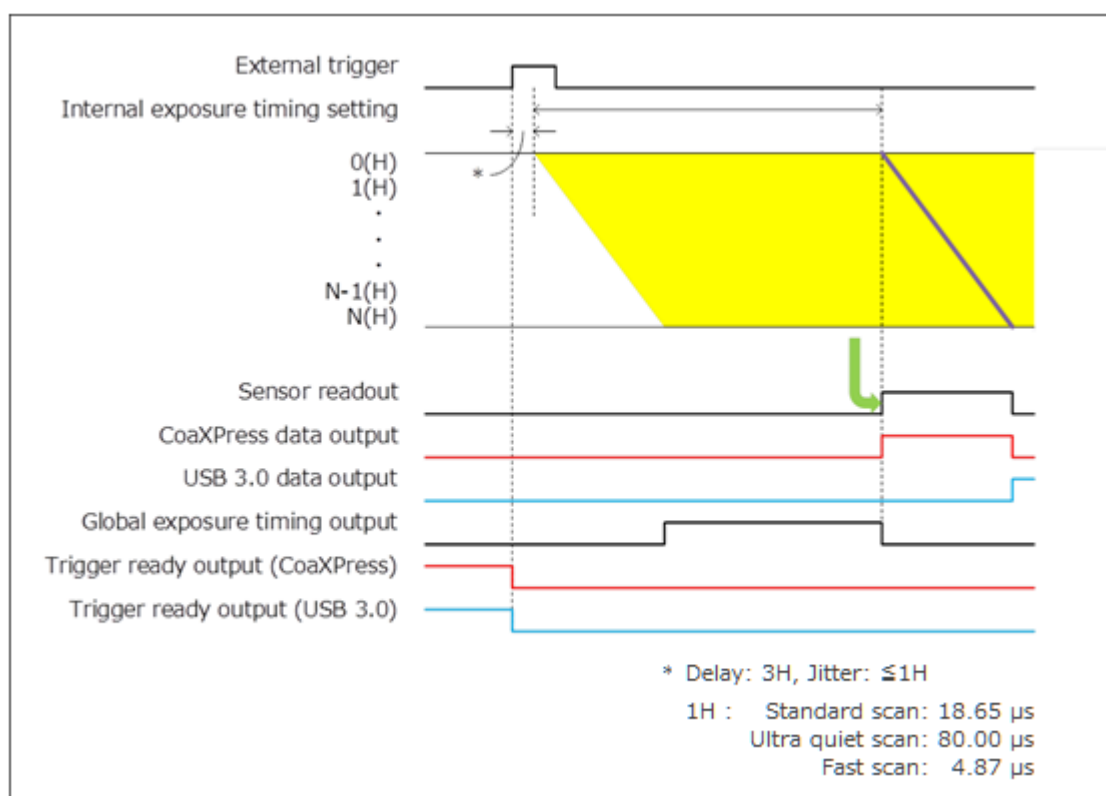 External trigger
Internal exposure timing setting
*
0(H)
1(H)
·
·
·
N-1(H)
N(H)
Sensor readout
CoaXPress data output
USB 3.0 data output
Global exposure timing output
Trigger ready output (CoaXPress)
Trigger ready output (USB 3.0)
* Delay: 3H, Jitter: ≦1H
1H : Standard scan: 18.65 μs
Ultra quiet scan: 80.00 μs
Fast scan: 4.87 μs